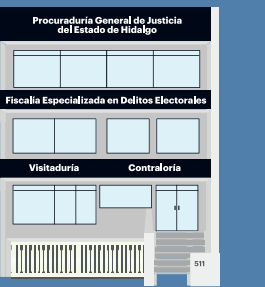 Procuraduría General de Justicia
del Estado de Hidalgo
Fiscalía Especializada en Delitos Electorales
Visitaduría Contraloría
511